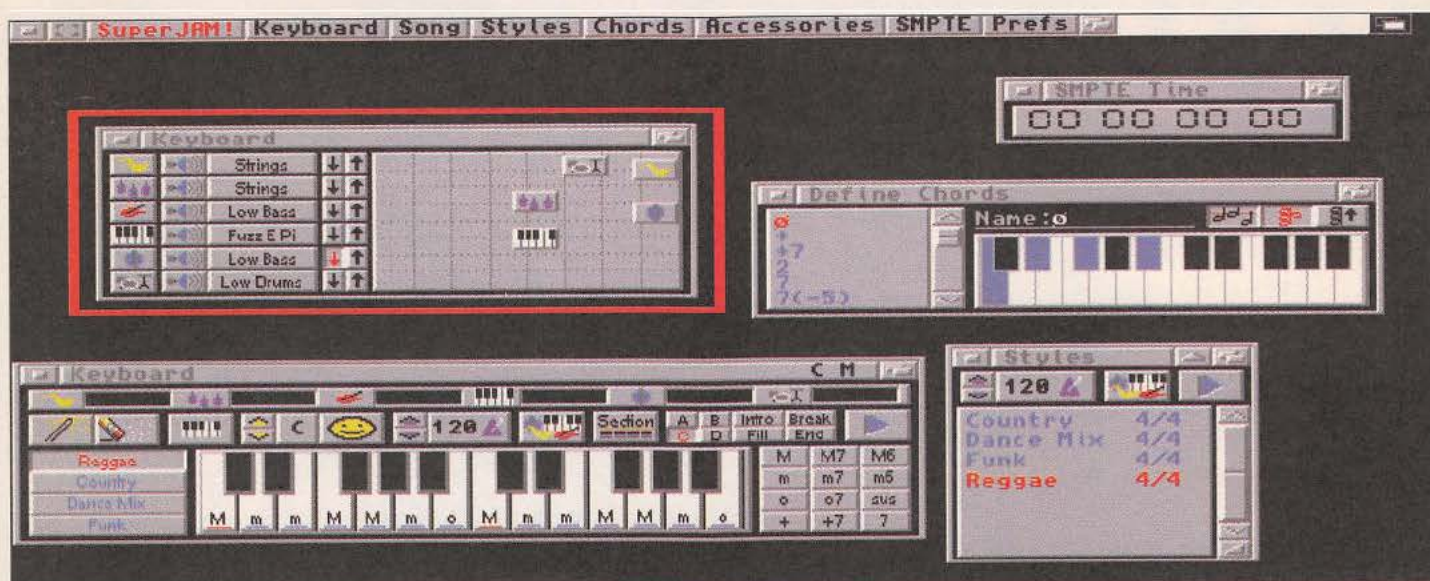 SuperJAM! Keyboard Song Styles Chords Accessories SMPTE Prefs
SMPTE Time
00 00 00 00
Keyboard
Strings
Strings
Low Bass
Fuzz E Pi
Low Bass
Low Drums
Define Chords
Name:ø
ø
+
+7
2
7
7(-5)
Keyboard C M
C 120 Section A B Intro Break
C D Fill End
Reggae
Country
Dance Mix
Funk
M m m M M m o M m m M M m o
M M7 M6
m m7 m5
o o7 sus
+ +7 7
Styles
120
Country 4/4
Dance Mix 4/4
Funk 4/4
Reggae 4/4